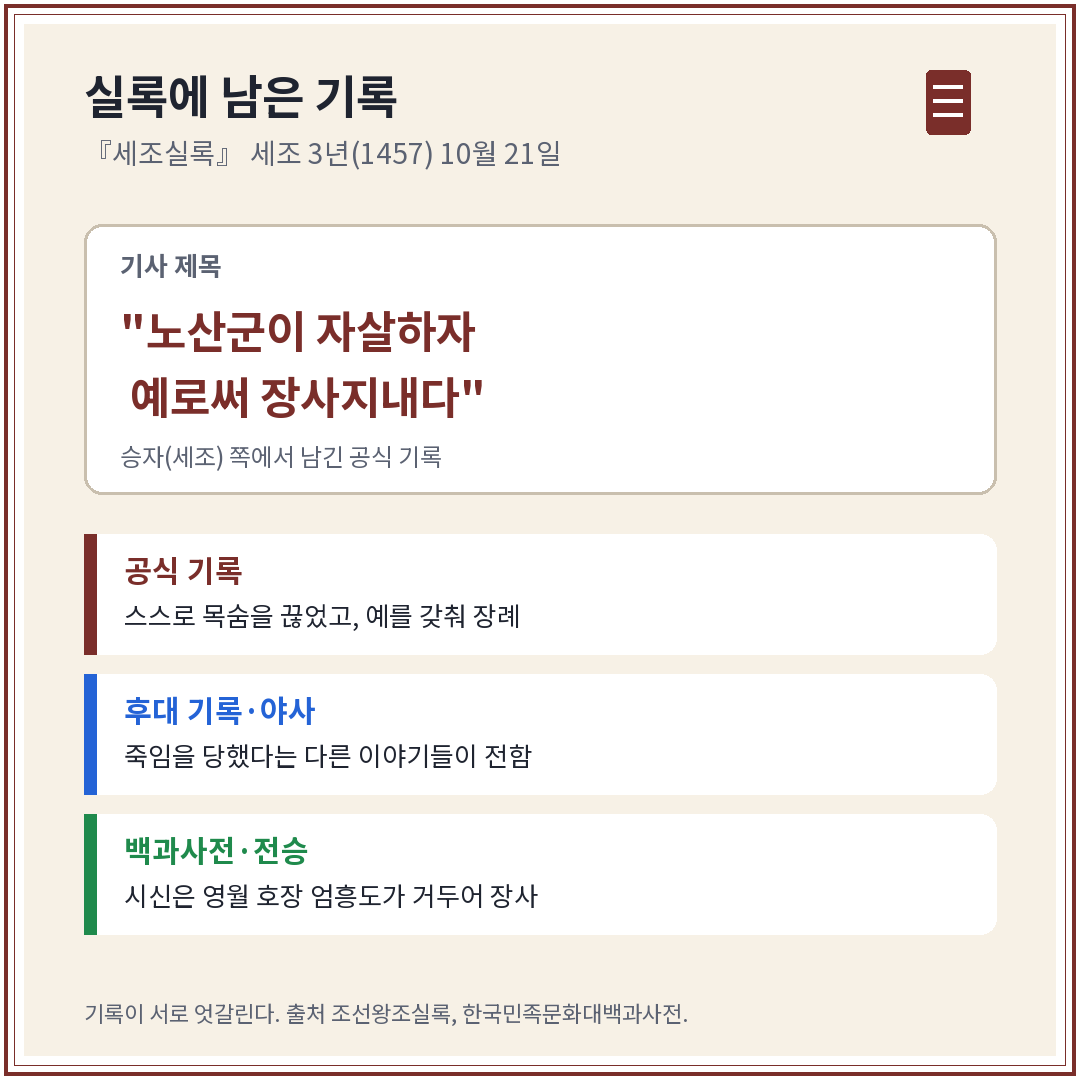 실록에 남은 기록
『세조실록』 세조 3년(1457) 10월 21일
기사 제목
"노산군이 자살하자
예로써 장사지내다"
승자(세조) 쪽에서 남긴 공식 기록
공식 기록
스스로 목숨을 끊었고, 예를 갖춰 장례
후대 기록·야사
죽임을 당했다는 다른 이야기들이 전함
백과사전·전승
시신은 영월 호장 엄흥도가 거두어 장사
기록이 서로 엇갈린다. 출처 조선왕조실록, 한국민족문화대백과사전.